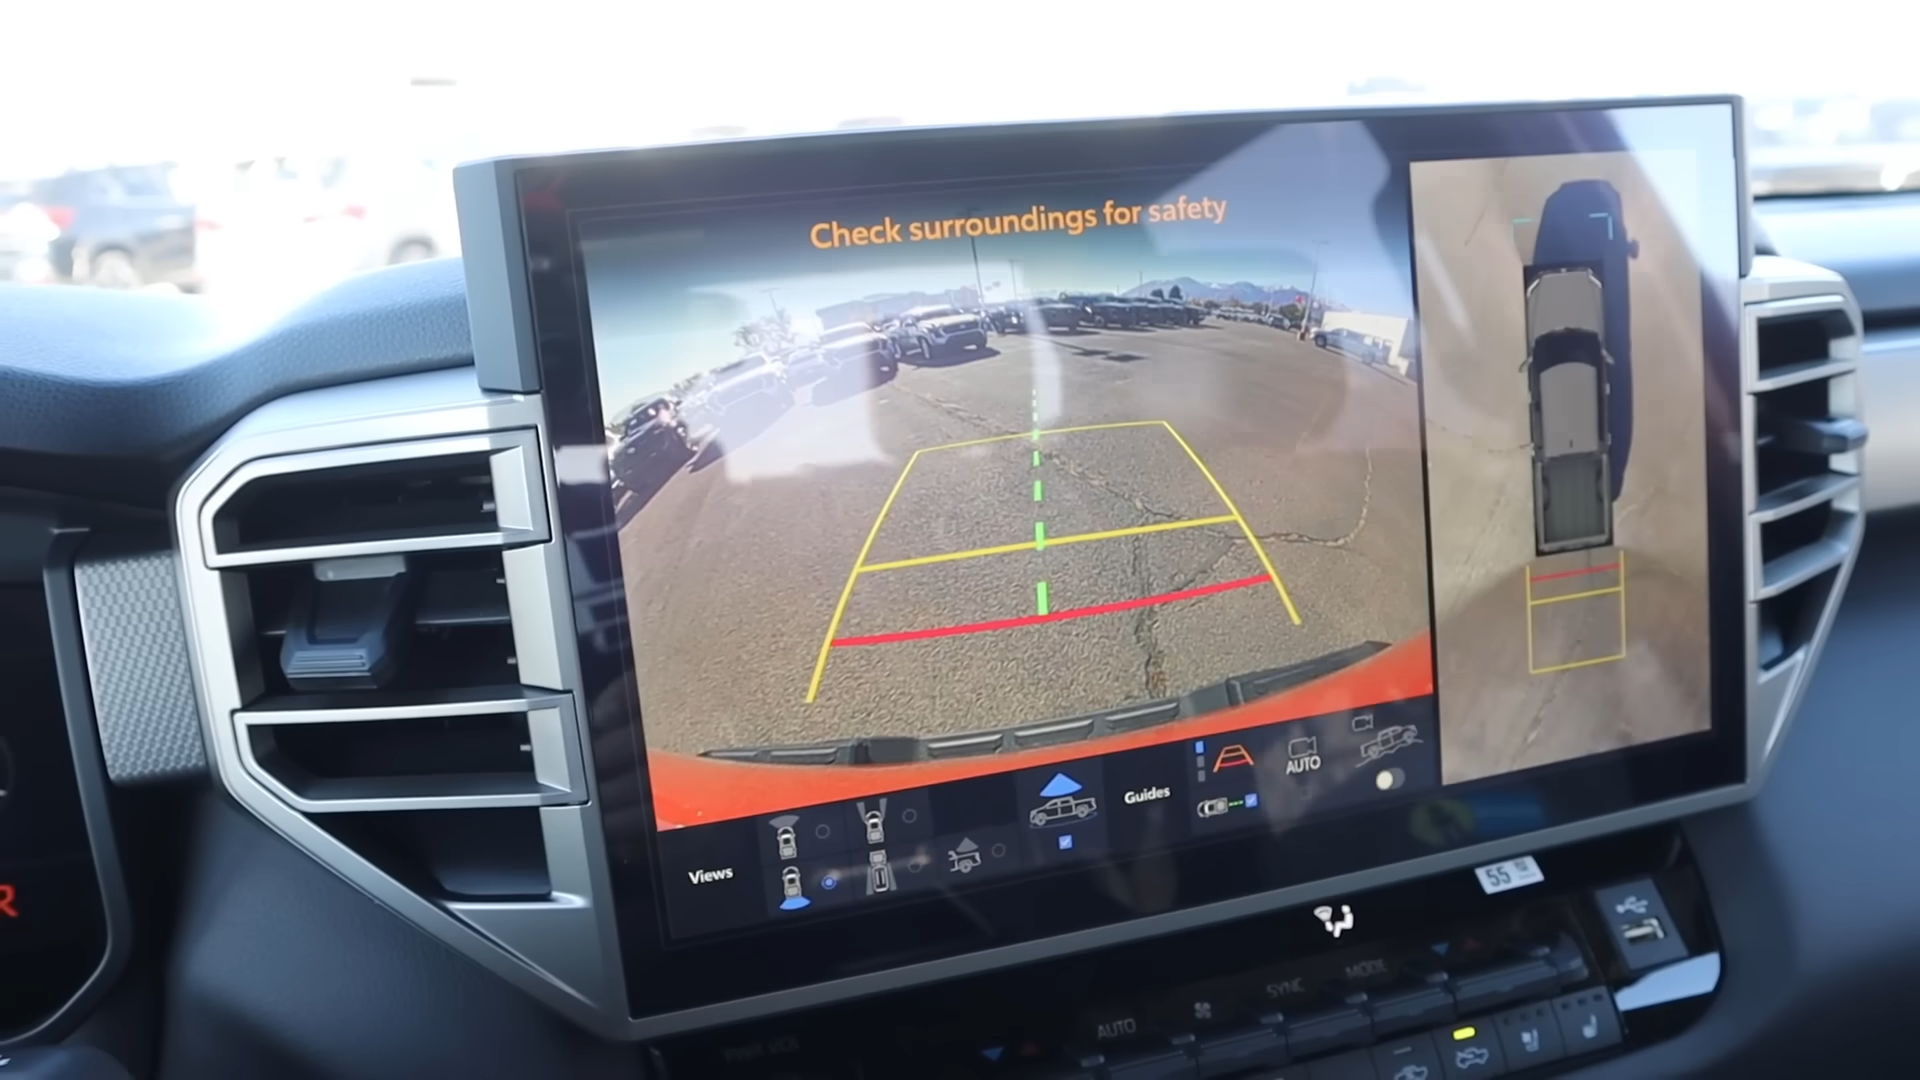 Check surroundings for safety
Guides
AUTO
Views
55
R
MODE
SYNC
AUTO